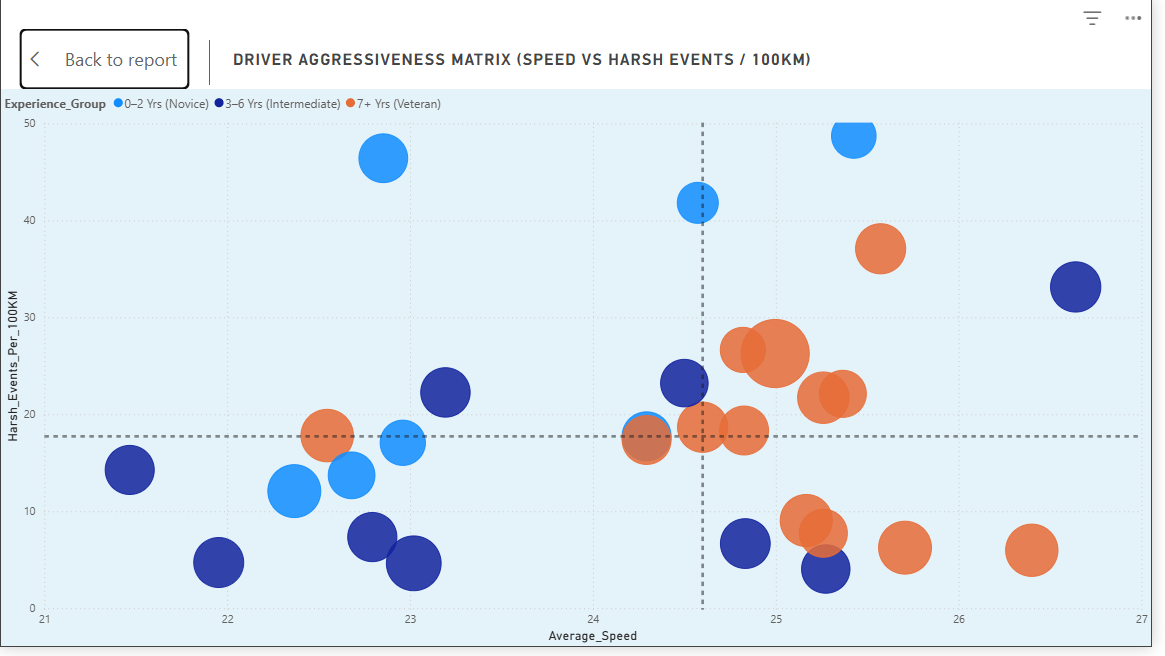 Back to report
DRIVER AGGRESSIVENESS MATRIX (SPEED VS HARSH EVENTS / 100KM)
Experience_Group 0–2 Yrs (Novice) 3–6 Yrs (Intermediate) 7+ Yrs (Veteran)
50
40
30
20
10
0
Harsh_Events_Per_100KM
21 22 23 24 25 26 27
Average_Speed